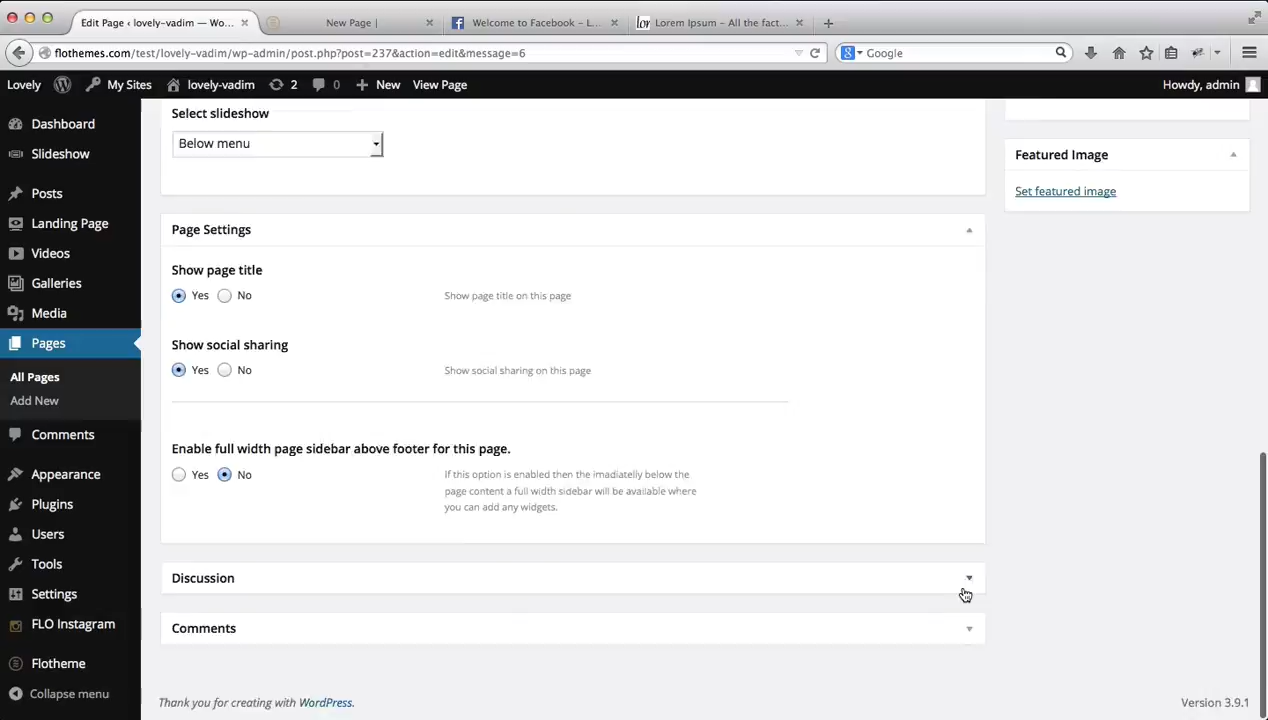 Edit Page ‹ lovely-vadim — Wo...
New Page |
Welcome to Facebook – L...
lor Lorem Ipsum – All the fact...
flothemes.com/test/lovely-vadim/wp-admin/post.php?post=237&action=edit&message=6
Google
Lovely My Sites lovely-vadim 2 0 New View Page Howdy, admin
Dashboard
Slideshow
Posts
Landing Page
Videos
Galleries
Media
Pages
All Pages
Add New
Comments
Appearance
Plugins
Users
Tools
Settings
FLO Instagram
Flotheme
Collapse menu
Select slideshow
Below menu
Page Settings
Show page title
Yes No Show page title on this page
Show social sharing
Yes No Show social sharing on this page
Enable full width page sidebar above footer for this page.
Yes No
If this option is enabled then the imadiatelly below the
page content a full width sidebar will be available where
you can add any widgets.
Discussion
Comments
Featured Image
Set featured image
Thank you for creating with WordPress.
Version 3.9.1